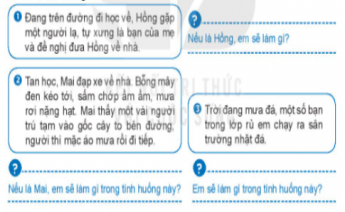 1 Đang trên đường đi học về, Hồng gặp
một người lạ, tự xưng là bạn của mẹ
và đề nghị đưa Hồng về nhà.
?
Nếu là Hồng, em sẽ làm gì?
2 Tan học, Mai đạp xe về nhà. Bỗng mây
đen kéo tới, sấm chớp ầm ầm, mưa
rơi nặng hạt. Mai thấy một vài người
trú tạm vào gốc cây to bên đường,
người thì mặc áo mưa rồi đi tiếp.
3 Trời đang mưa đá, một số bạn
trong lớp rủ em chạy ra sân
trường nhặt đá.
?
Nếu là Mai, em sẽ làm gì trong tình huống này?
?
Em sẽ làm gì trong tình huống này?